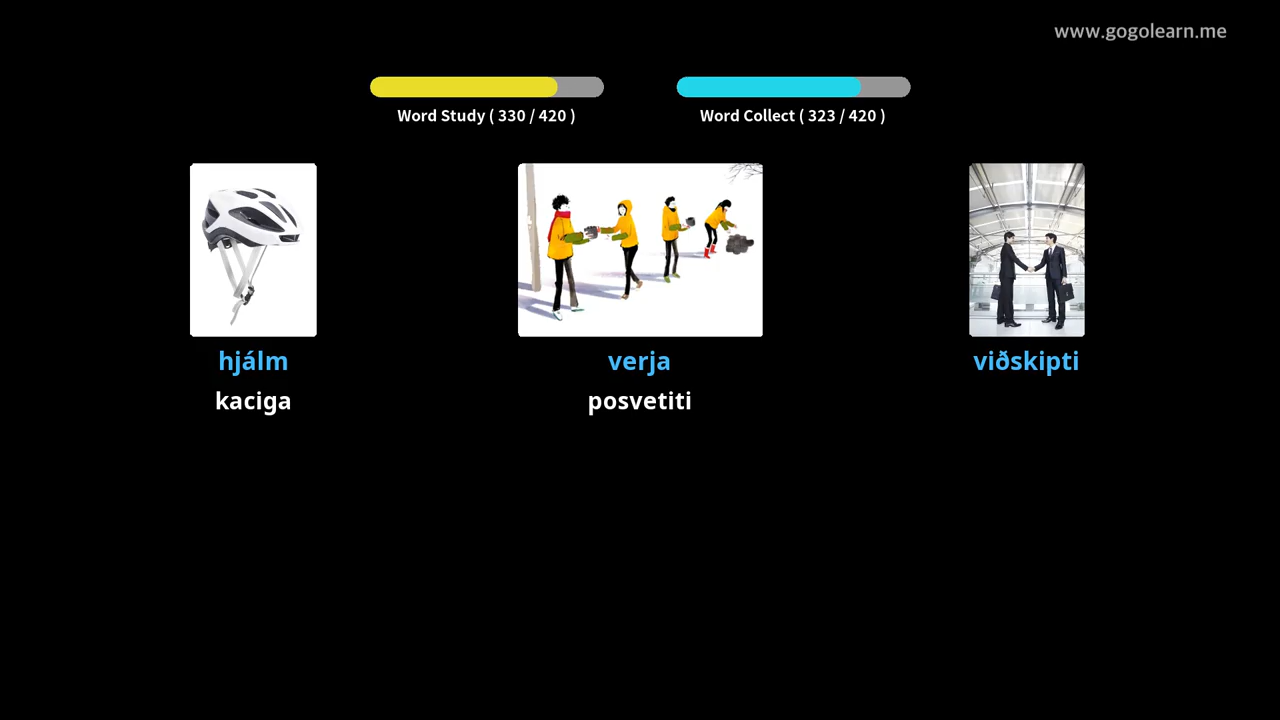 www.gogolearn.me
Word Study ( 330 / 420 )
Word Collect ( 323 / 420 )
hjálm
verja
viðskipti
kaciga
posvetiti